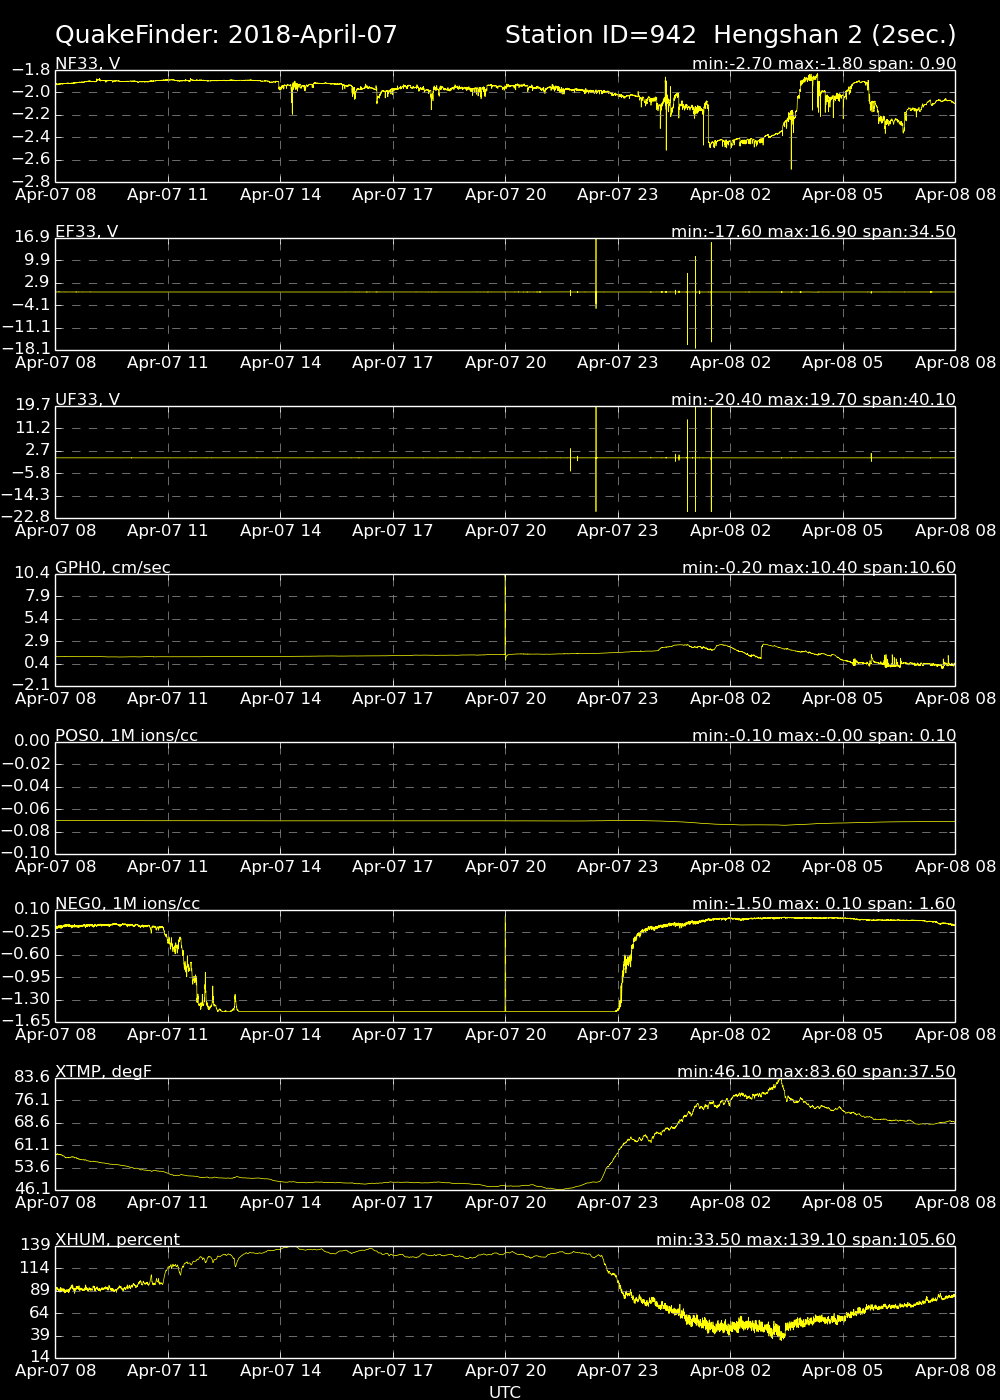 QuakeFinder: 2018-April-07 Station ID=942 Hengshan 2 (2sec.)
NF33, V min:-2.70 max:-1.80 span: 0.90
−1.8
−2.0
−2.2
−2.4
−2.6
−2.8
Apr-07 08 Apr-07 11 Apr-07 14 Apr-07 17 Apr-07 20 Apr-07 23 Apr-08 02 Apr-08 05 Apr-08 08
EF33, V min:-17.60 max:16.90 span:34.50
16.9
9.9
2.9
−4.1
−11.1
−18.1
Apr-07 08 Apr-07 11 Apr-07 14 Apr-07 17 Apr-07 20 Apr-07 23 Apr-08 02 Apr-08 05 Apr-08 08
UF33, V min:-20.40 max:19.70 span:40.10
19.7
11.2
2.7
−5.8
−14.3
−22.8
Apr-07 08 Apr-07 11 Apr-07 14 Apr-07 17 Apr-07 20 Apr-07 23 Apr-08 02 Apr-08 05 Apr-08 08
GPH0, cm/sec min:-0.20 max:10.40 span:10.60
10.4
7.9
5.4
2.9
0.4
−2.1
Apr-07 08 Apr-07 11 Apr-07 14 Apr-07 17 Apr-07 20 Apr-07 23 Apr-08 02 Apr-08 05 Apr-08 08
POS0, 1M ions/cc min:-0.10 max:-0.00 span: 0.10
0.00
−0.02
−0.04
−0.06
−0.08
−0.10
Apr-07 08 Apr-07 11 Apr-07 14 Apr-07 17 Apr-07 20 Apr-07 23 Apr-08 02 Apr-08 05 Apr-08 08
NEG0, 1M ions/cc min:-1.50 max: 0.10 span: 1.60
0.10
−0.25
−0.60
−0.95
−1.30
−1.65
Apr-07 08 Apr-07 11 Apr-07 14 Apr-07 17 Apr-07 20 Apr-07 23 Apr-08 02 Apr-08 05 Apr-08 08
XTMP, degF min:46.10 max:83.60 span:37.50
83.6
76.1
68.6
61.1
53.6
46.1
Apr-07 08 Apr-07 11 Apr-07 14 Apr-07 17 Apr-07 20 Apr-07 23 Apr-08 02 Apr-08 05 Apr-08 08
XHUM, percent min:33.50 max:139.10 span:105.60
139
114
89
64
39
14
Apr-07 08 Apr-07 11 Apr-07 14 Apr-07 17 Apr-07 20 Apr-07 23 Apr-08 02 Apr-08 05 Apr-08 08
UTC